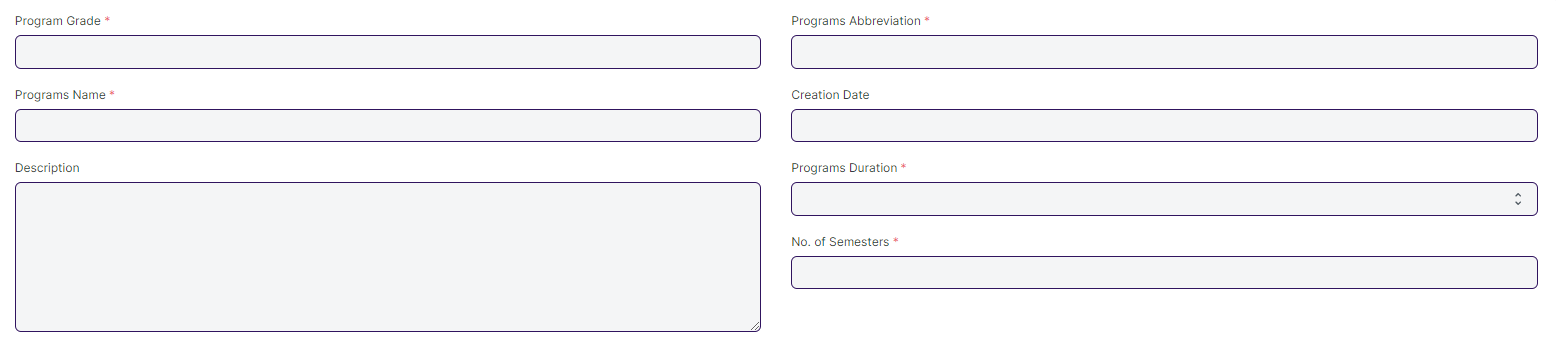 Program Grade *
Programs Name *
Description
Programs Abbreviation *
Creation Date
Programs Duration *
No. of Semesters *